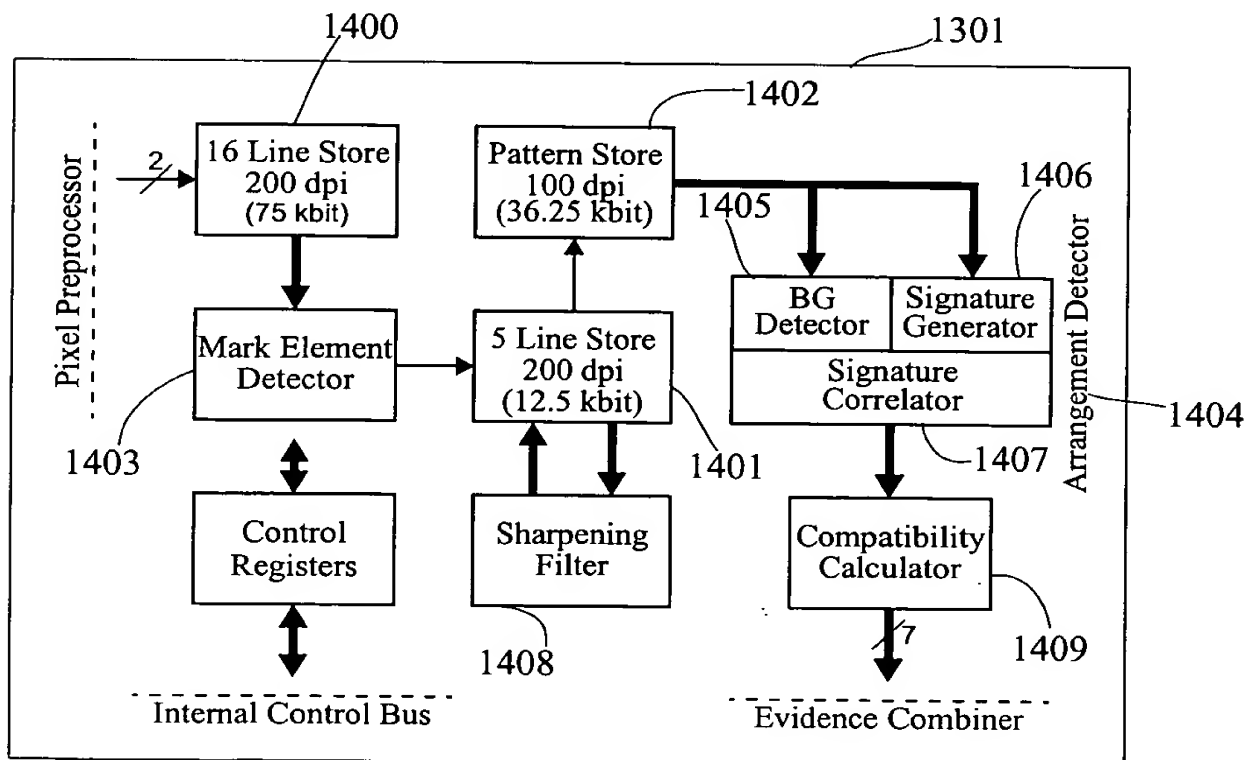 1400
1301
1402
16 Line Store
200 dpi
(75 kbit)
Pattern Store
100 dpi
(36.25 kbit)
2
1405
1406
Pixel Preprocessor
Mark Element
Detector
5 Line Store
200 dpi
(12.5 kbit)
BG
Detector
Signature
Generator
Signature
Correlator
Arrangement Detector
1404
1403
1401
1407
Control
Registers
Sharpening
Filter
Compatibility
Calculator
1408
7
1409
Internal Control Bus
Evidence Combiner